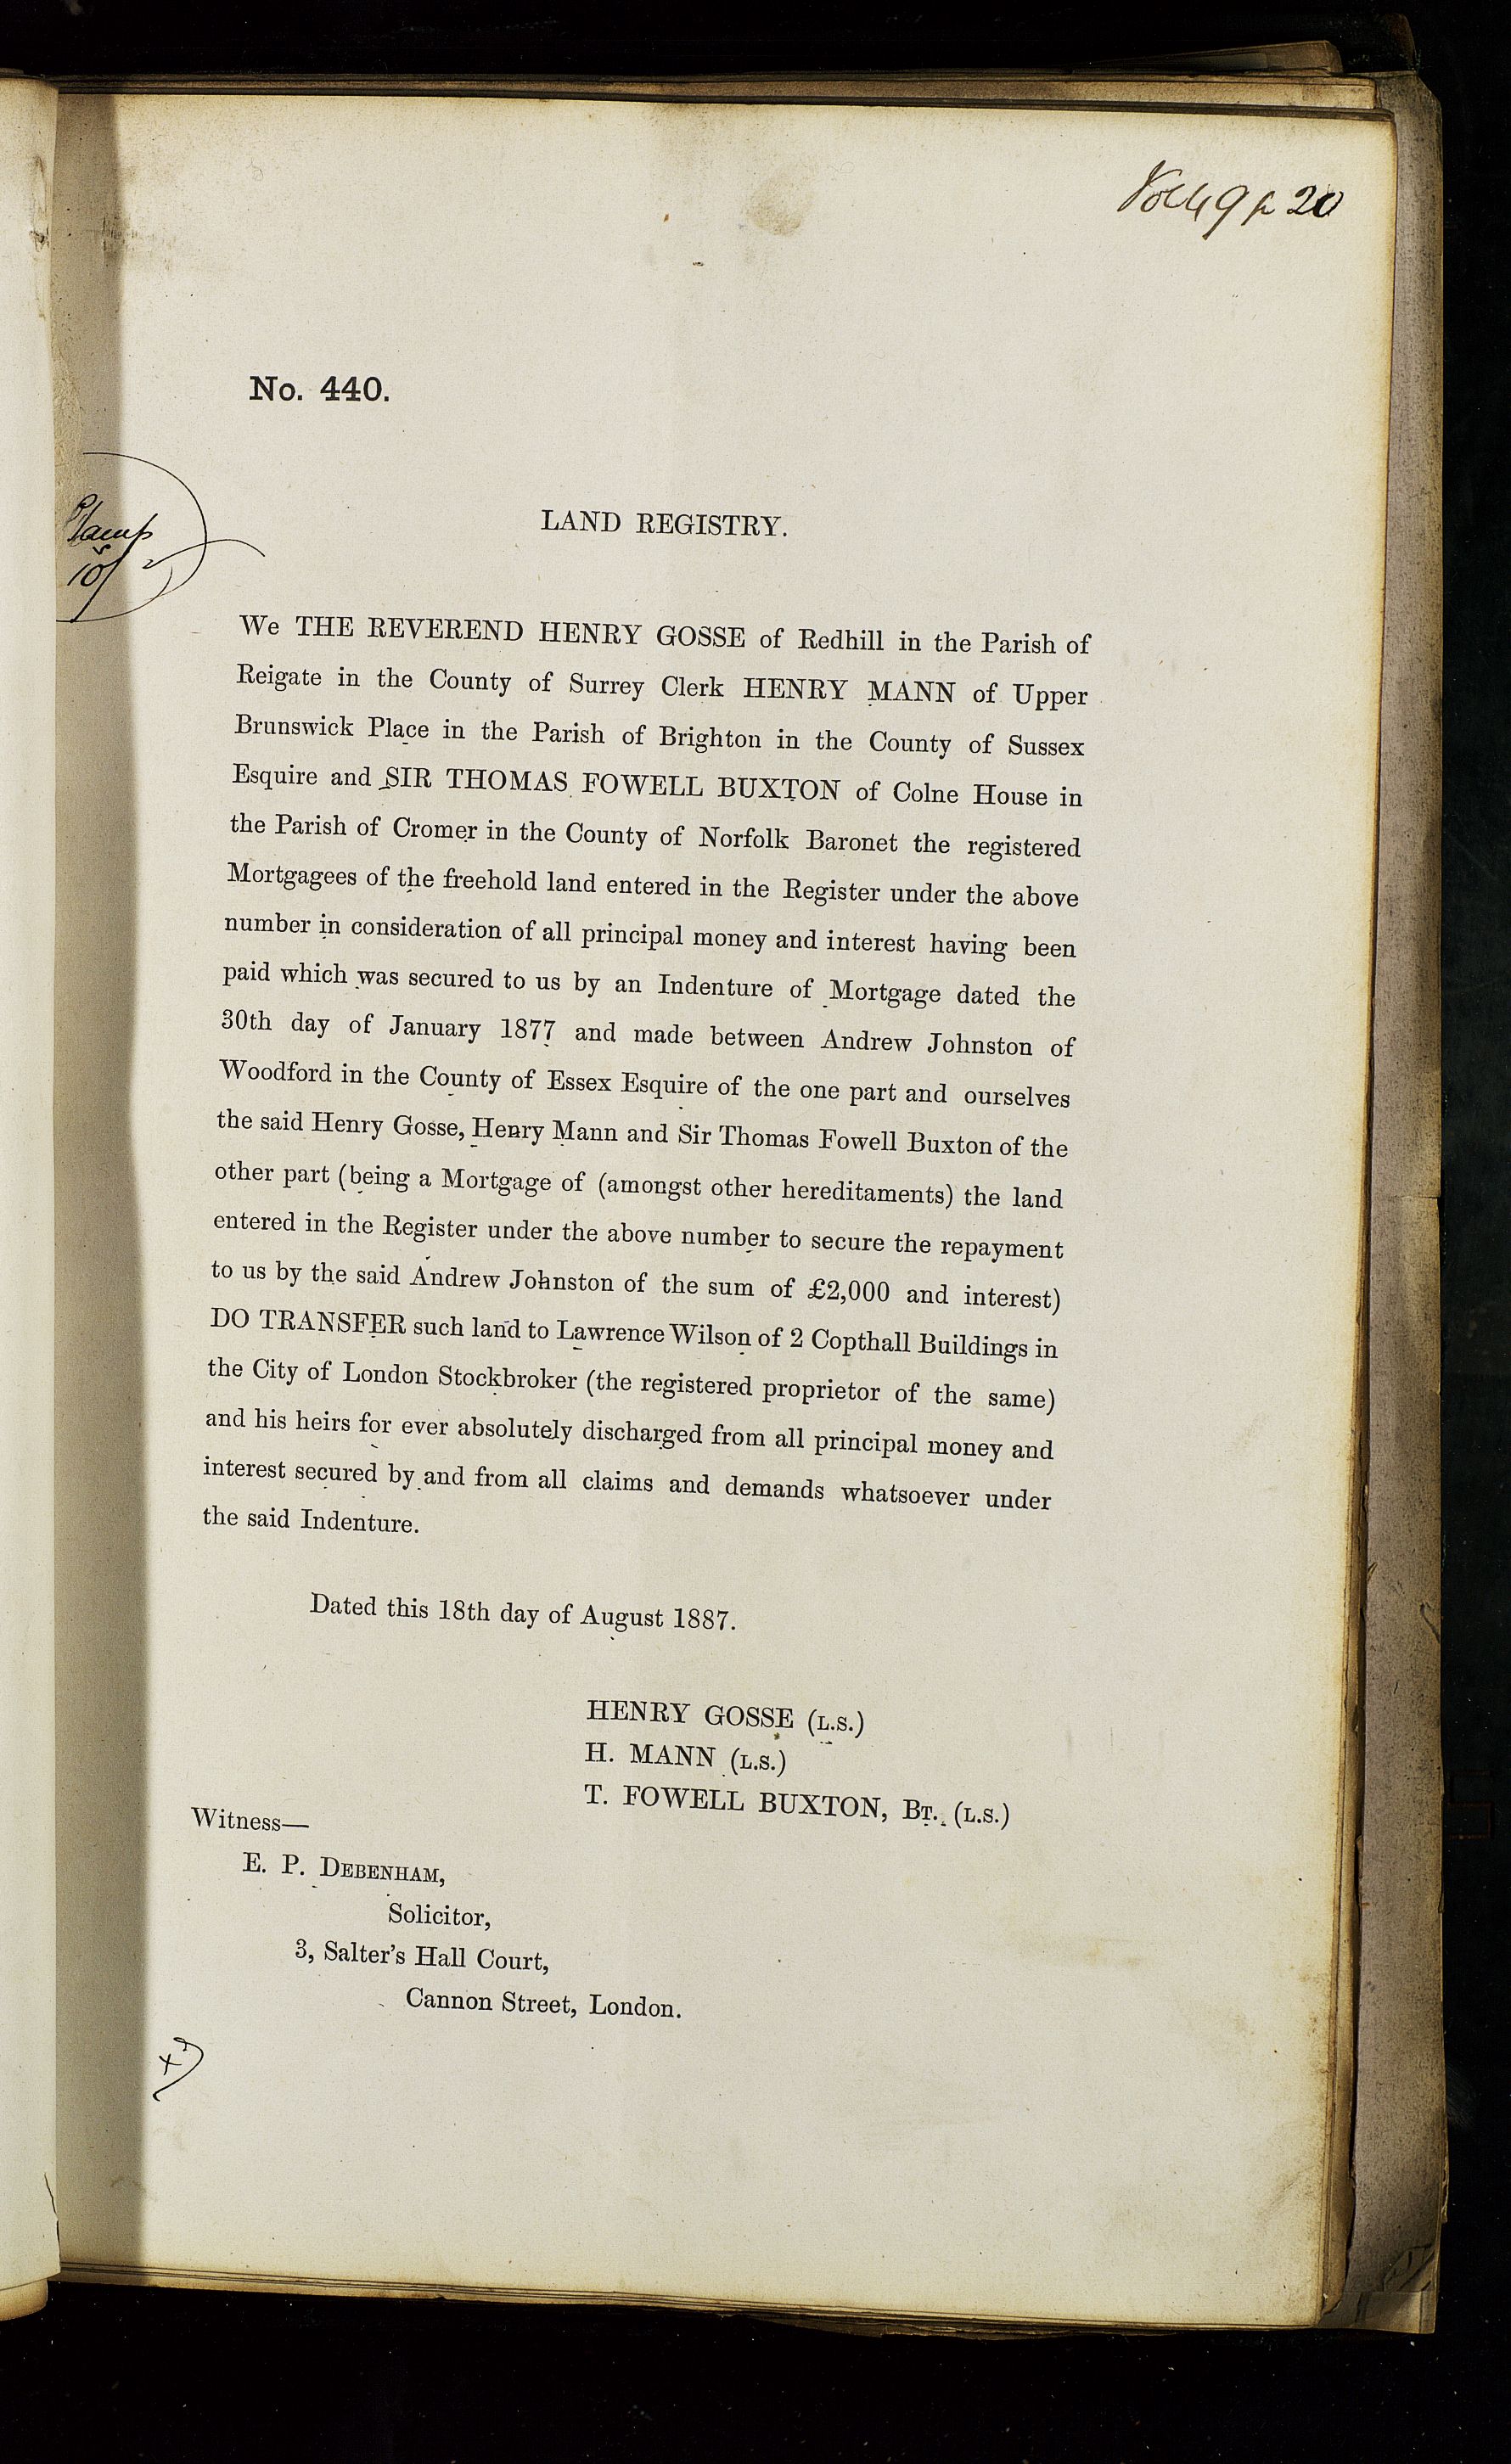 Vol 49 p 20
No. 440.
Stamp
10/
LAND REGISTRY.
We THE REVEREND HENRY GOSSE of Redhill in the Parish of
Reigate in the County of Surrey Clerk HENRY MANN of Upper
Brunswick Place in the Parish of Brighton in the County of Sussex
Esquire and SIR THOMAS FOWELL BUXTON of Colne House in
the Parish of Cromer in the County of Norfolk Baronet the registered
Mortgagees of the freehold land entered in the Register under the above
number in consideration of all principal money and interest having been
paid which was secured to us by an Indenture of Mortgage dated the
30th day of January 1877 and made between Andrew Johnston of
Woodford in the County of Essex Esquire of the one part and ourselves
the said Henry Gosse, Henry Mann and Sir Thomas Fowell Buxton of the
other part (being a Mortgage of (amongst other hereditaments) the land
entered in the Register under the above number to secure the repayment
to us by the said Andrew Johnston of the sum of £2,000 and interest)
DO TRANSFER such land to Lawrence Wilson of 2 Copthall Buildings in
the City of London Stockbroker (the registered proprietor of the same)
and his heirs for ever absolutely discharged from all principal money and
interest secured by and from all claims and demands whatsoever under
the said Indenture.
Dated this 18th day of August 1887.
HENRY GOSSE (L.S.)
H. MANN (L.S.)
T. FOWELL BUXTON, BT. (L.S.)
Witness—
E. P. DEBENHAM,
Solicitor,
3, Salter's Hall Court,
Cannon Street, London.